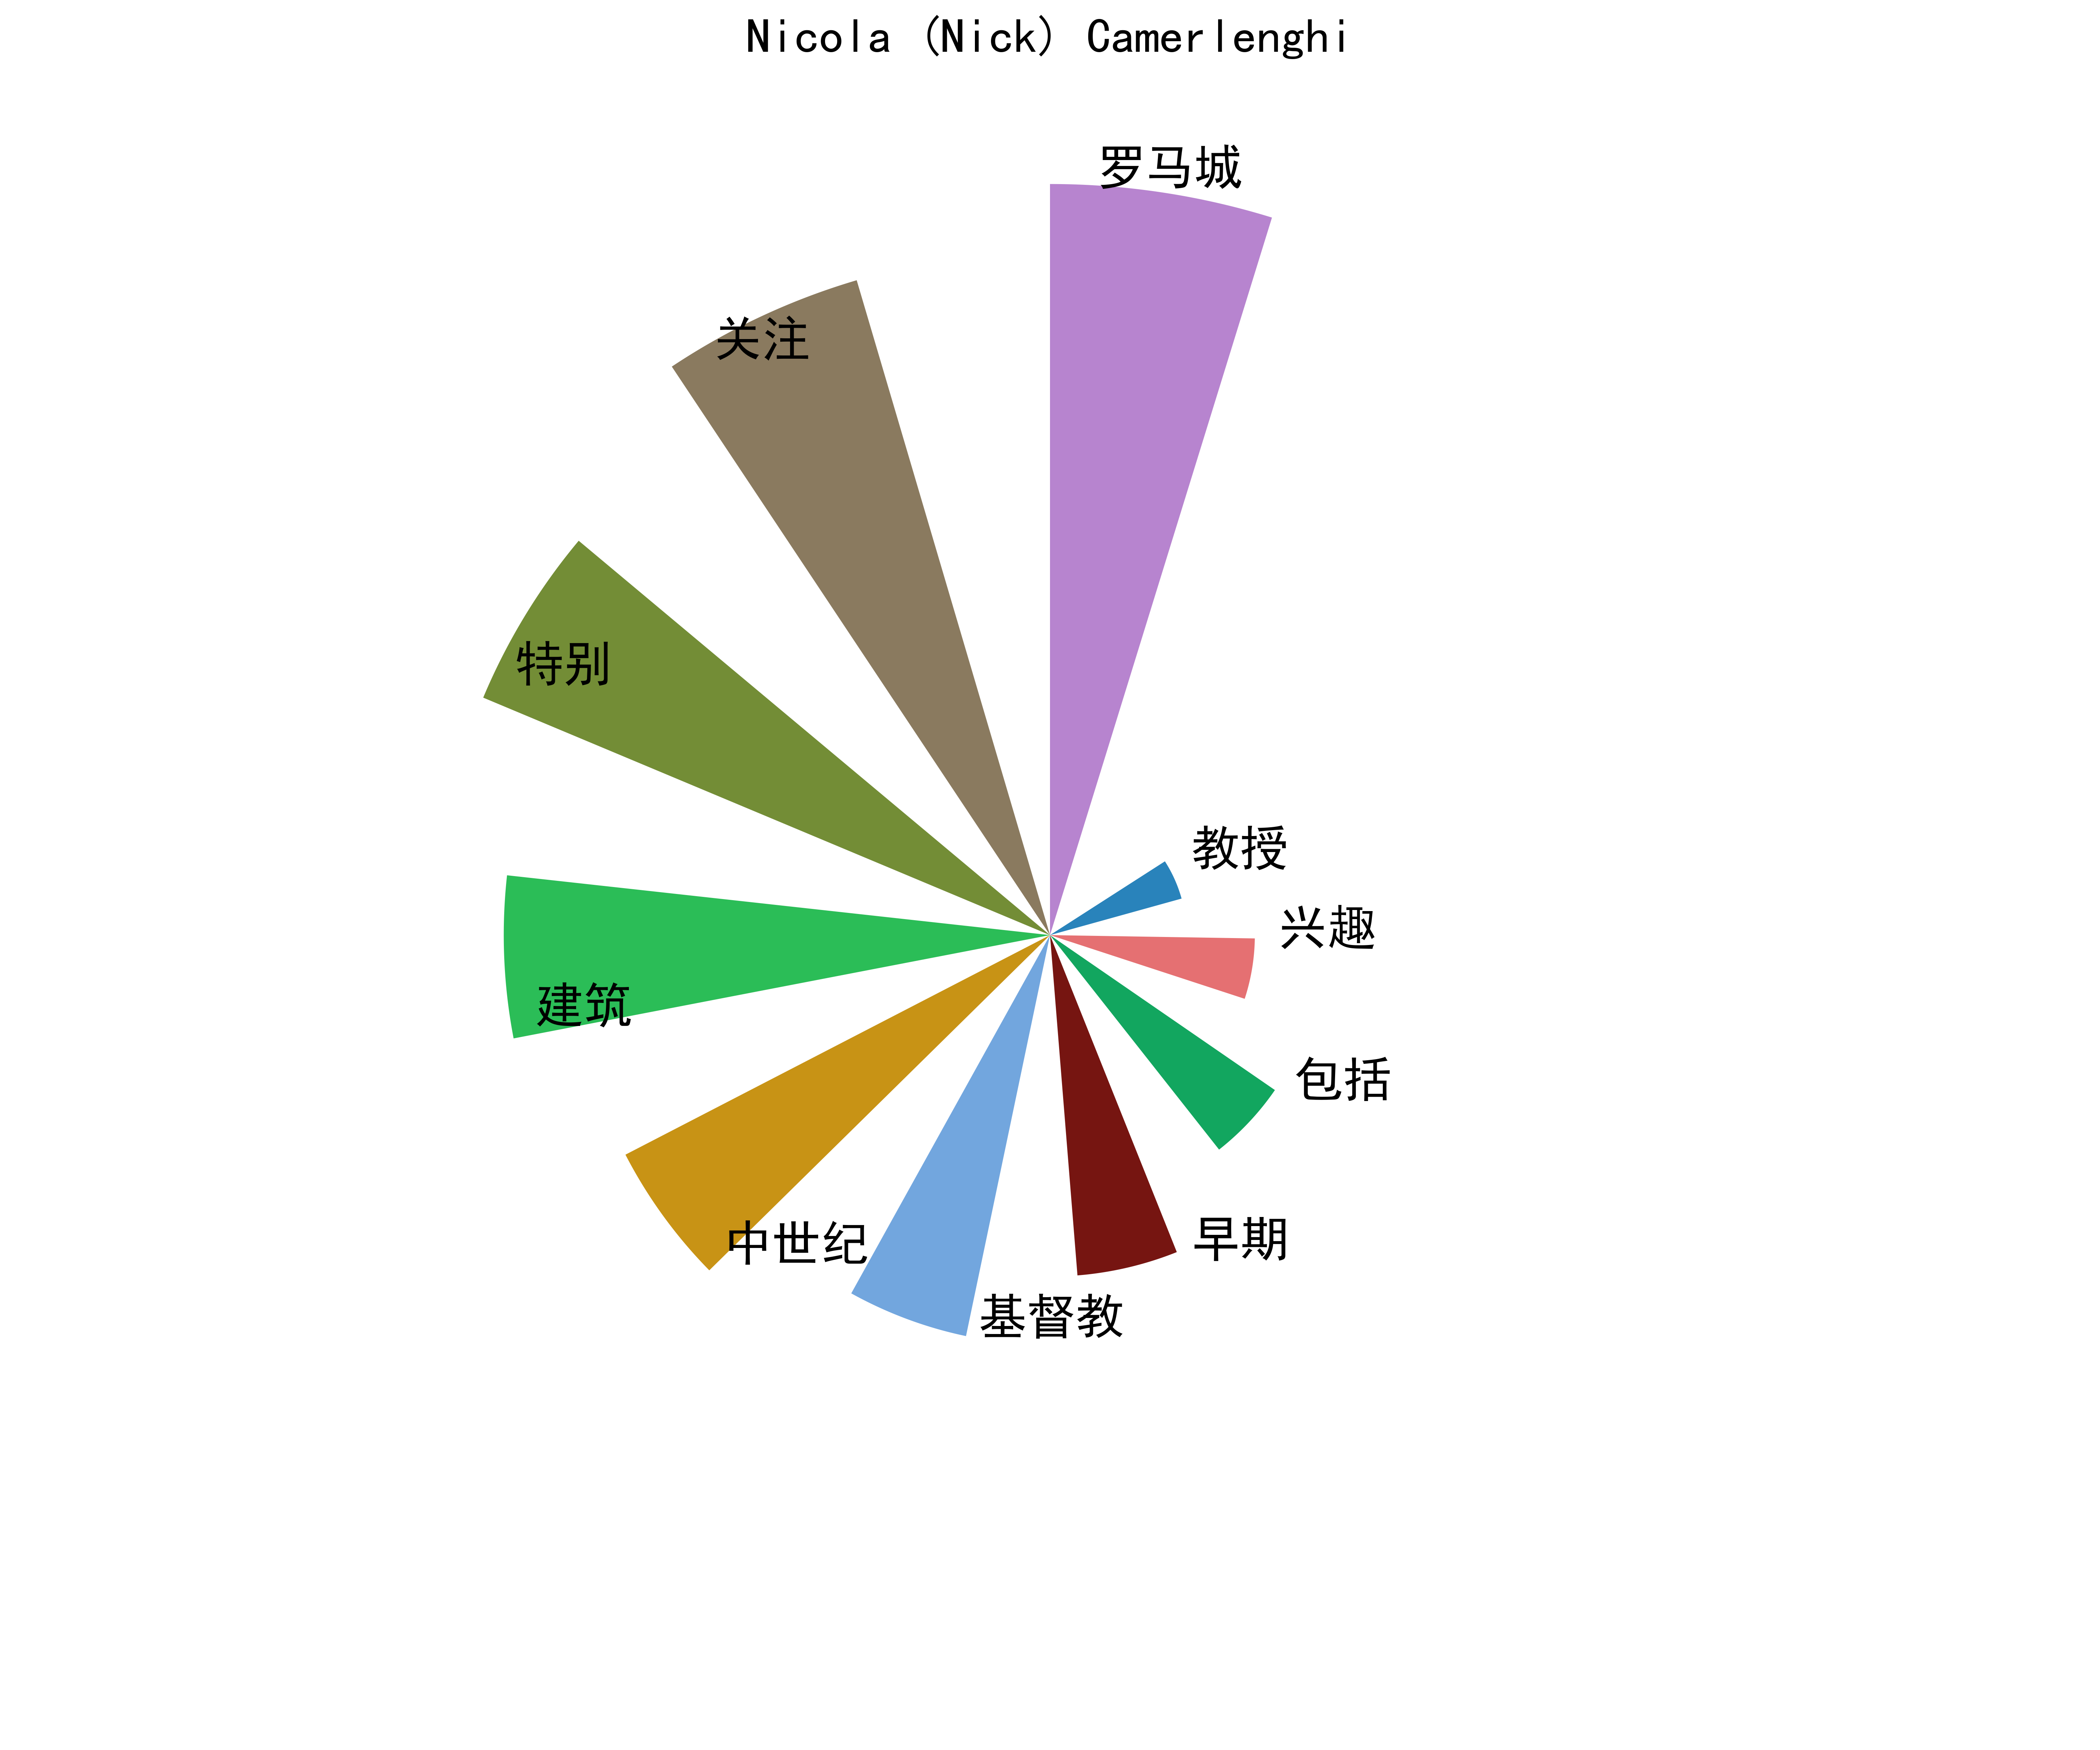 Nicola (Nick) Camerlenghi
罗马城
关注
特别
教授
兴趣
建筑
包括
早期
中世纪
基督教